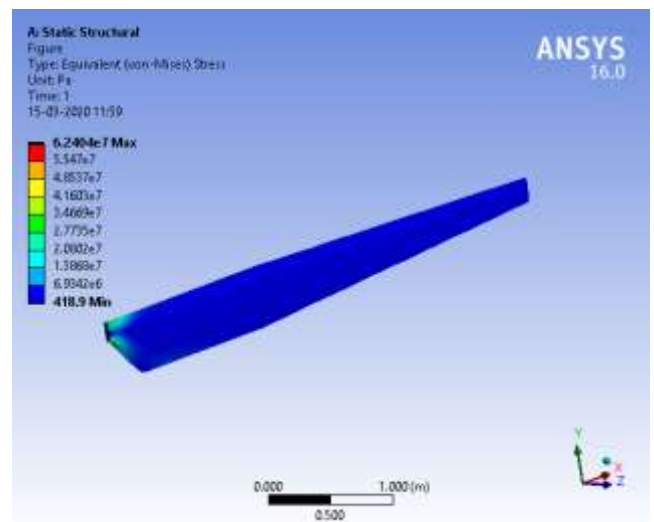 A: Static Structural
Figure
Type: Equivalent (von-Mises) Stress
Unit: Pa
Time: 1
15-03-2020 11:59
6.2404e7 Max
5.547e7
4.8537e7
4.1603e7
3.4669e7
2.7735e7
2.0802e7
1.3868e7
6.9342e6
418.9 Min
ANSYS
16.0
Y
X
Z
0.000
1.000 (m)
0.500